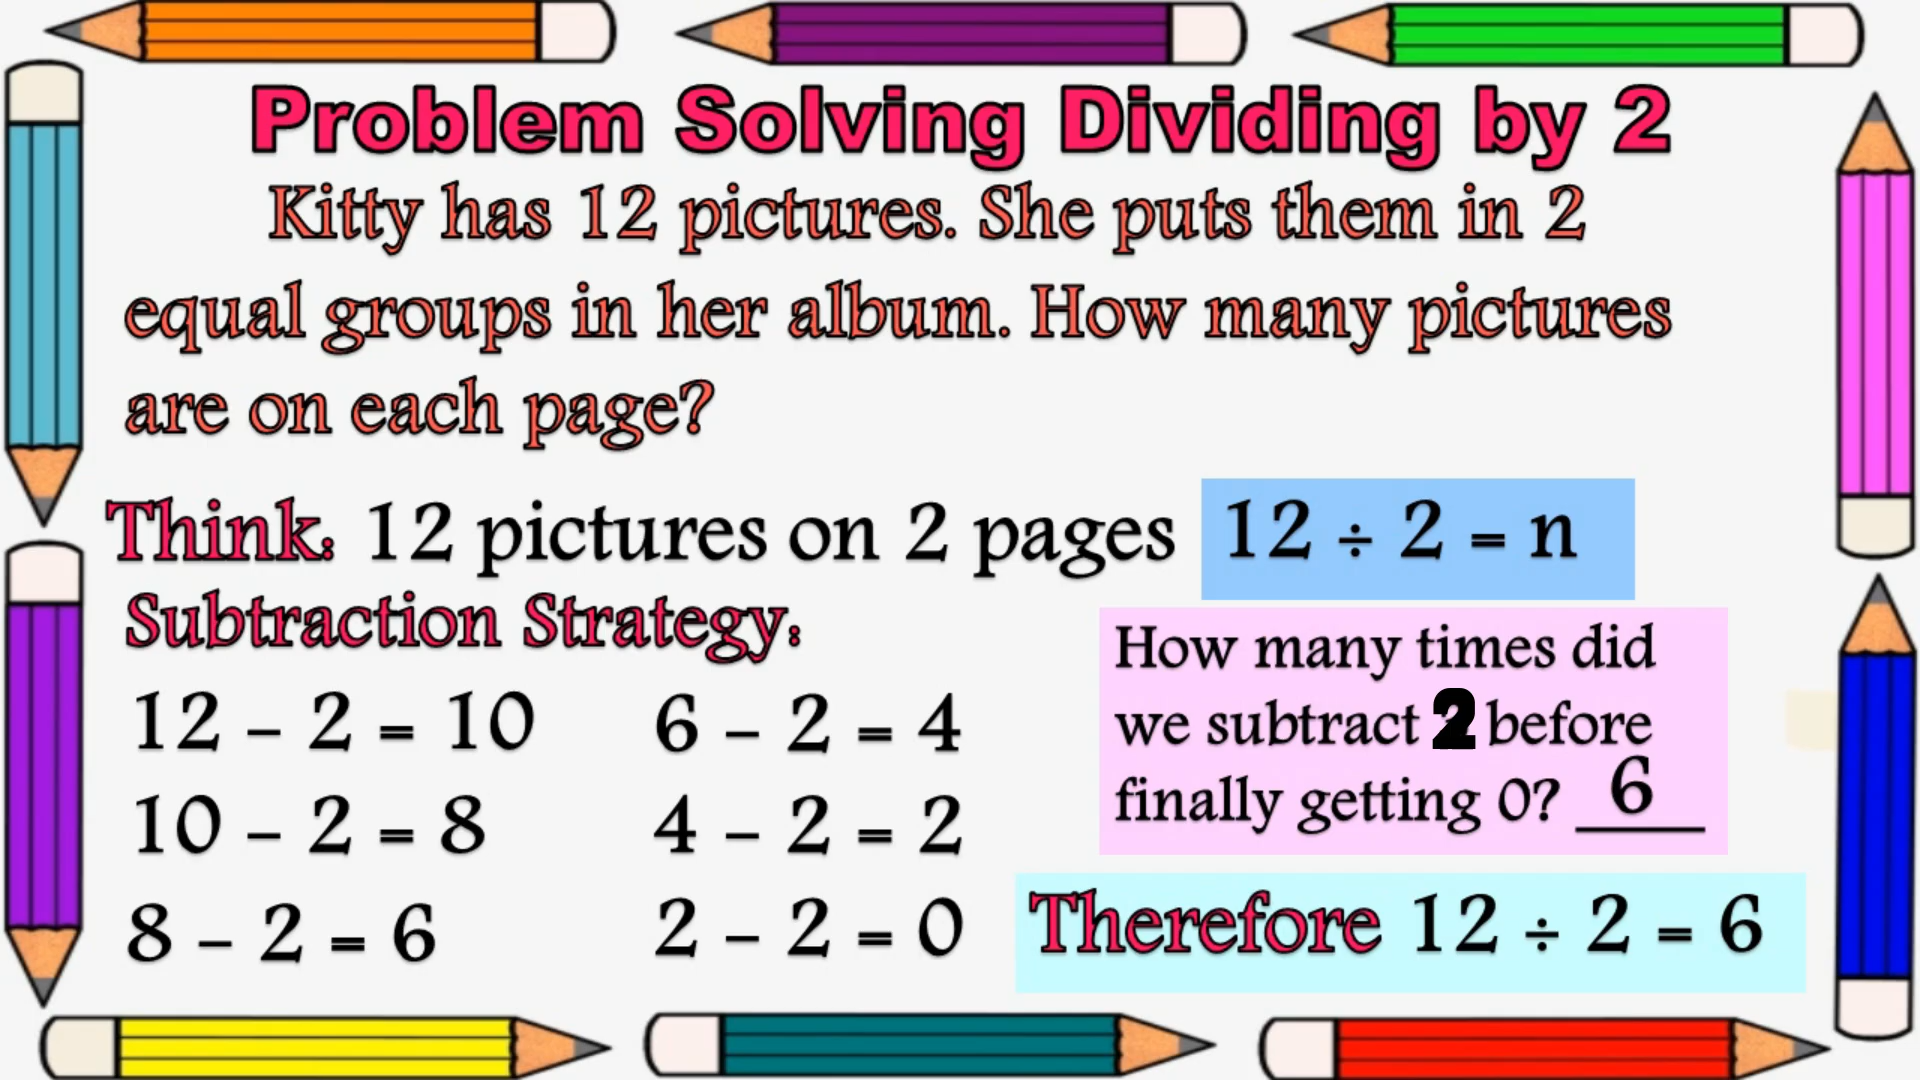 Problem Solving Dividing by 2
Kitty has 12 pictures. She puts them in 2
equal groups in her album. How many pictures
are on each page?
Think: 12 pictures on 2 pages 12 ÷ 2 = n
Subtraction Strategy:
12 – 2 = 10
10 – 2 = 8
8 – 2 = 6
6 – 2 = 4
4 – 2 = 2
2 – 2 = 0
How many times did
we subtract 2 before
finally getting 0? 6
Therefore 12 ÷ 2 = 6